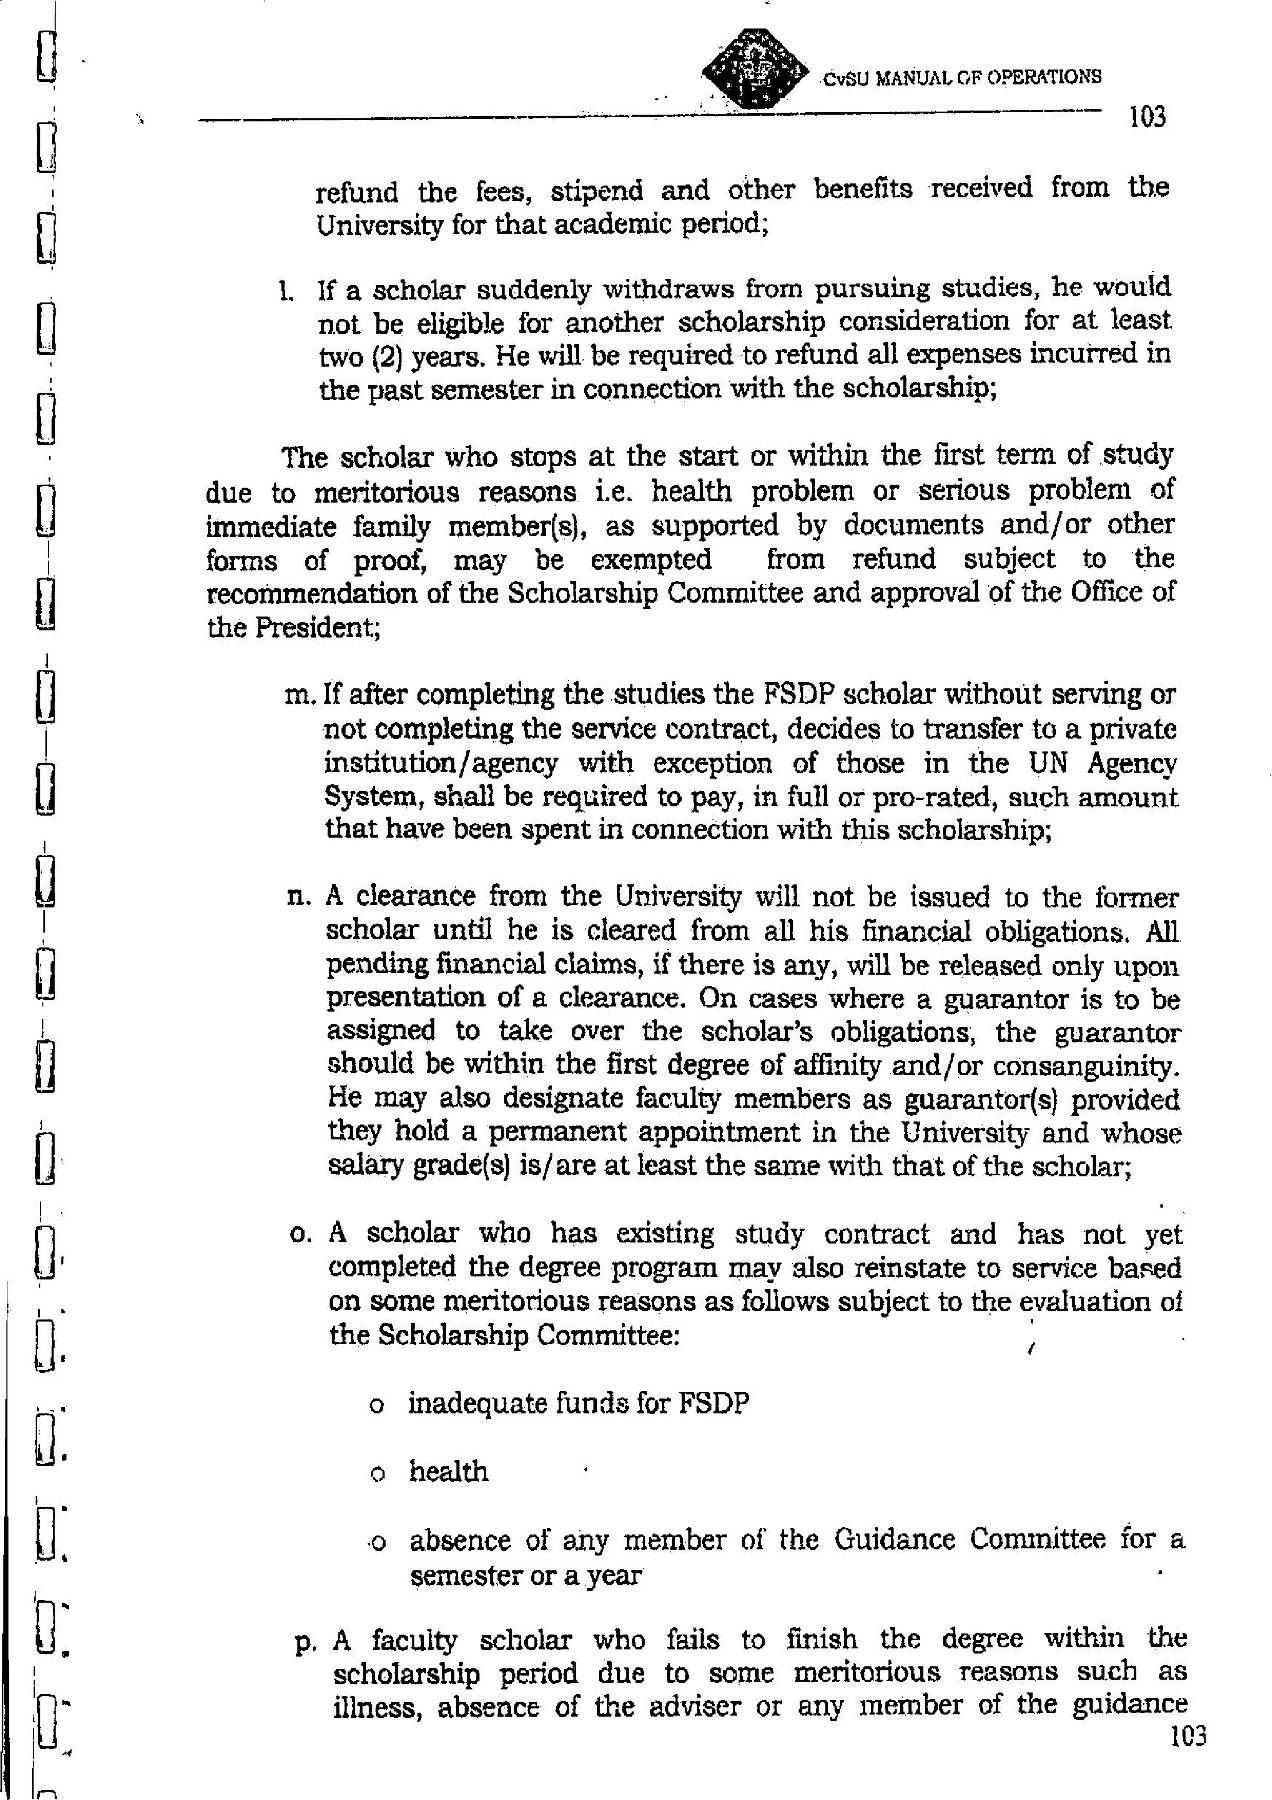 CvSU MANUAL OF OPERATIONS
103
refund the fees, stipend and other benefits received from the
University for that academic period;
l. If a scholar suddenly withdraws from pursuing studies, he would
not be eligible for another scholarship consideration for at least
two (2) years. He will be required to refund all expenses incurred in
the past semester in connection with the scholarship;
The scholar who stops at the start or within the first term of study
due to meritorious reasons i.e. health problem or serious problem of
immediate family member(s), as supported by documents and/or other
forms of proof, may be exempted from refund subject to the
recommendation of the Scholarship Committee and approval of the Office of
the President;
m. If after completing the studies the FSDP scholar without serving or
not completing the service contract, decides to transfer to a private
institution/agency with exception of those in the UN Agency
System, shall be required to pay, in full or pro-rated, such amount
that have been spent in connection with this scholarship;
n. A clearance from the University will not be issued to the former
scholar until he is cleared from all his financial obligations. All
pending financial claims, if there is any, will be released only upon
presentation of a clearance. On cases where a guarantor is to be
assigned to take over the scholar's obligations, the guarantor
should be within the first degree of affinity and/or consanguinity.
He may also designate faculty members as guarantor(s) provided
they hold a permanent appointment in the University and whose
salary grade(s) is/are at least the same with that of the scholar;
o. A scholar who has existing study contract and has not yet
completed the degree program may also reinstate to service based
on some meritorious reasons as follows subject to the evaluation of
the Scholarship Committee:
o inadequate funds for FSDP
o health
o absence of any member of the Guidance Committee for a
semester or a year
p. A faculty scholar who fails to finish the degree within the
scholarship period due to some meritorious reasons such as
illness, absence of the adviser or any member of the guidance
103